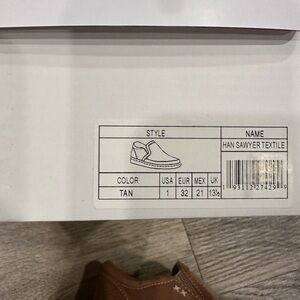 STYLE NAME
HAN SAWYER TEXTILE
COLOR USA EUR MEX UK
TAN 1 32 21 13½